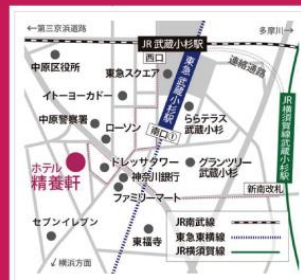 ←第三京浜道路
多摩川→
JR 武蔵小杉駅
西口
中原区役所
東急スクエア
連絡通路
イトーヨーカドー
東急 武蔵小杉駅
JR横須賀線武蔵小杉駅
中原警察署
ららテラス
武蔵小杉
ローソン
南口①
ホテル
精養軒
ドレッサタワー
神奈川銀行
グランツリー
武蔵小杉
ファミリーマート
新南改札
セブンイレブン
東福寺
↙横浜方面
JR南武線
東急東横線
JR横須賀線